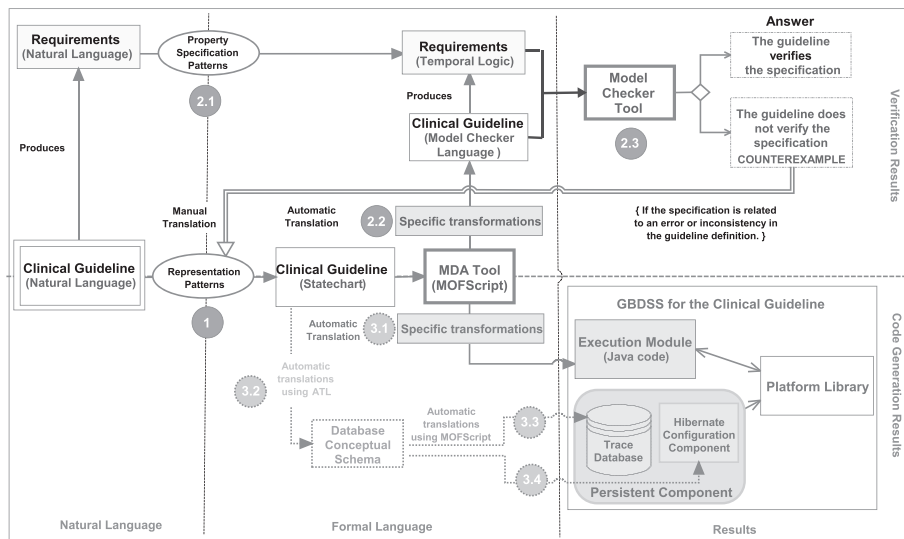 Answer
Requirements
(Natural Language)
Property
Specification
Patterns
Requirements
(Temporal Logic)
The guideline
verifies
the specification
Model
Checker
Tool
2.1
Produces
Clinical Guideline
(Model Checker
Language )
2.3
The guideline does
not verify the
specification
COUNTEREXAMPLE
Verification Results
Produces
Manual
Translation
Automatic
Translation
2.2
Specific transformations
{ If the specification is related
to an error or inconsistency in
the guideline definition. }
Clinical Guideline
(Natural Language)
Representation
Patterns
Clinical Guideline
(Statechart)
MDA Tool
(MOFScript)
1
Automatic
Translation
3.1
Specific transformations
GBDSS for the Clinical Guideline
Execution Module
(Java code)
Platform Library
Code Generation Results
3.2
Automatic
translations
using ATL
Database
Conceptual
Schema
Automatic
translations
using MOFScript
3.3
3.4
Trace
Database
Hibernate
Configuration
Component
Persistent Component
Natural Language
Formal Language
Results